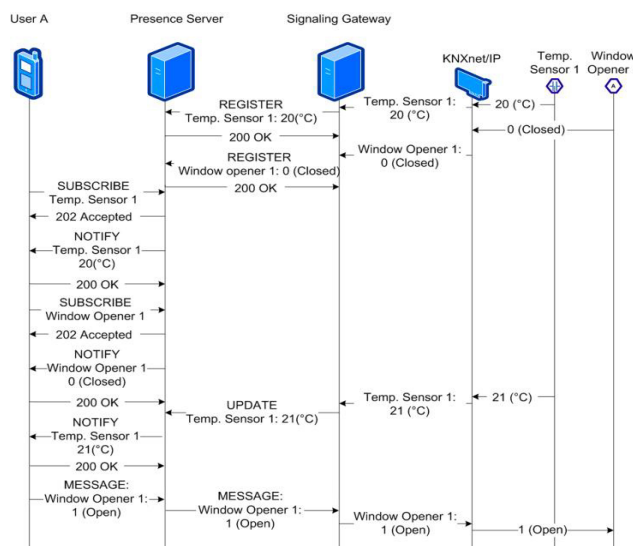 User A
Presence Server
Signaling Gateway
KNXnet/IP
Temp.
Sensor 1
Window
Opener
A
REGISTER
Temp. Sensor 1: 20(°C)
Temp. Sensor 1:
20 (°C)
20 (°C)
200 OK
0 (Closed)
REGISTER
Window opener 1: 0 (Closed)
Window Opener 1:
0 (Closed)
SUBSCRIBE
Temp. Sensor 1
200 OK
202 Accepted
NOTIFY
Temp. Sensor 1
20(°C)
200 OK
SUBSCRIBE
Window Opener 1
202 Accepted
NOTIFY
Window Opener 1
0 (Closed)
200 OK
UPDATE
Temp. Sensor 1: 21(°C)
Temp. Sensor 1:
21 (°C)
21 (°C)
NOTIFY
Temp. Sensor 1
21(°C)
200 OK
MESSAGE:
Window Opener 1:
1 (Open)
MESSAGE:
Window Opener 1:
1 (Open)
Window Opener 1:
1 (Open)
1 (Open)